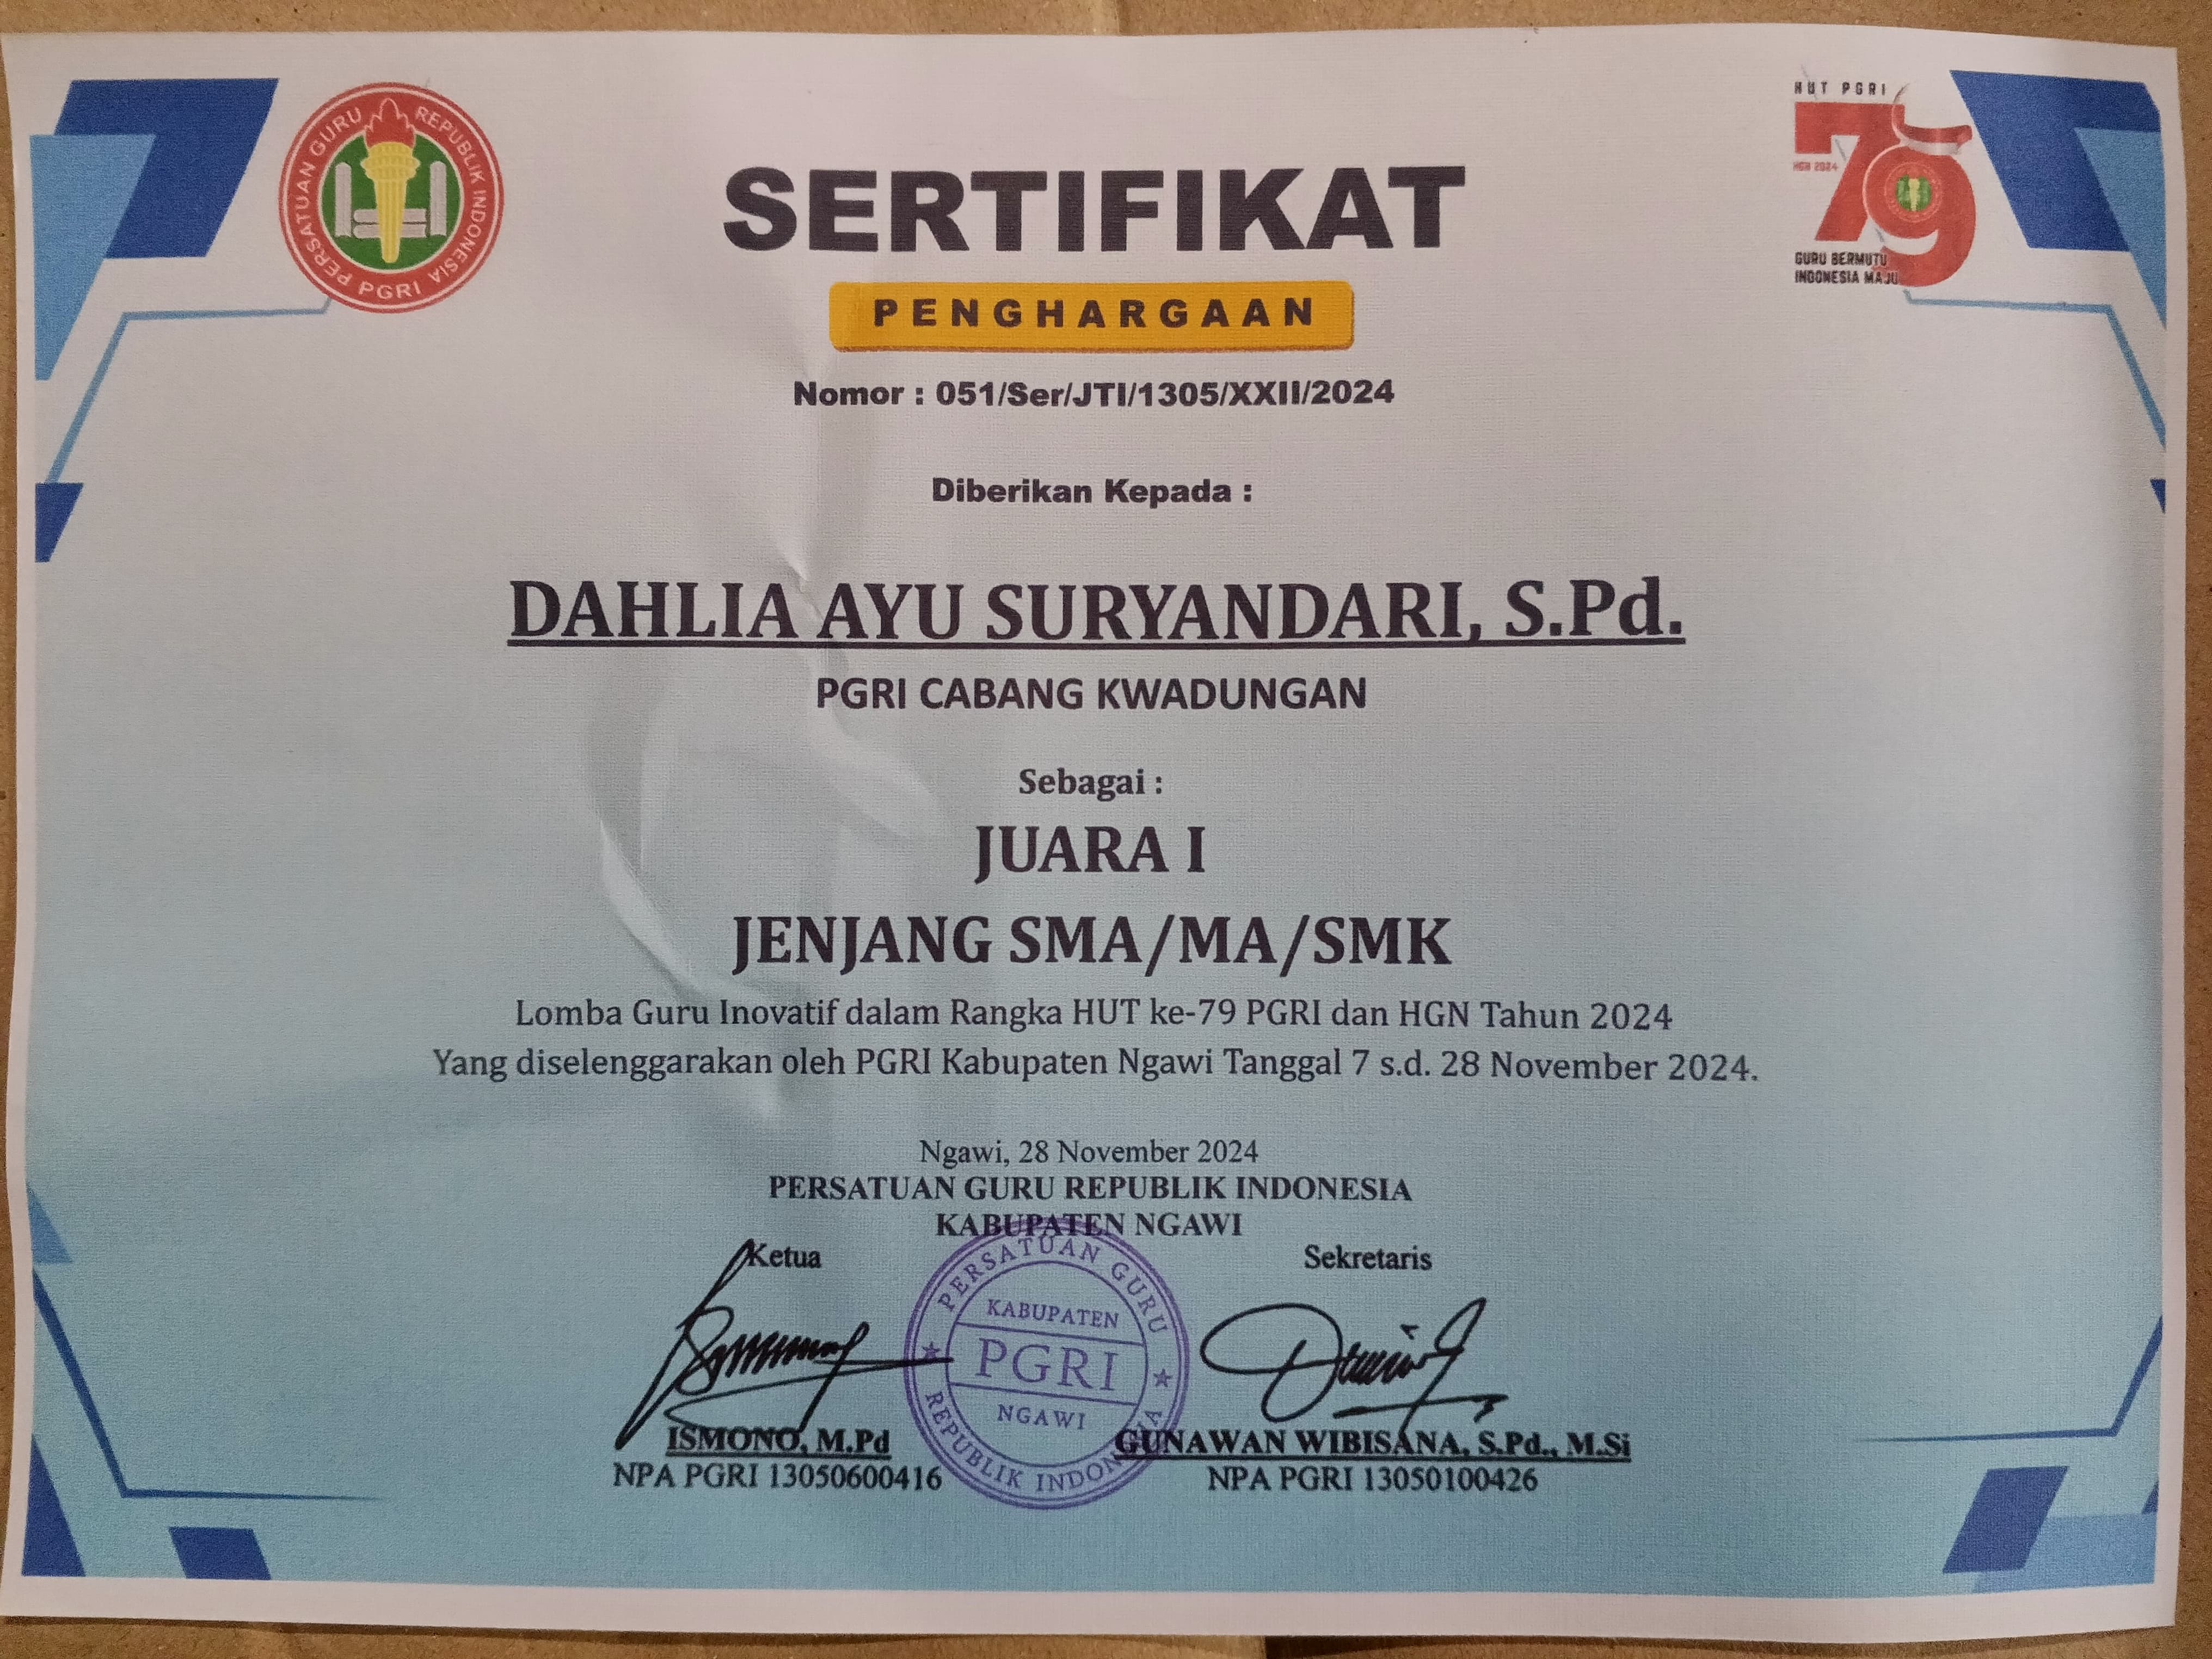 PERSATUAN GURU REPUBLIK INDONESIA
PGRI
HUT PGRI
79
HGN 2024
GURU BERMUTU
INDONESIA MAJU
SERTIFIKAT
PENGHARGAAN
Nomor : 051/Ser/JTI/1305/XXII/2024
Diberikan Kepada :
DAHLIA AYU SURYANDARI, S.Pd.
PGRI CABANG KWADUNGAN
Sebagai :
JUARA I
JENJANG SMA/MA/SMK
Lomba Guru Inovatif dalam Rangka HUT ke-79 PGRI dan HGN Tahun 2024
Yang diselenggarakan oleh PGRI Kabupaten Ngawi Tanggal 7 s.d. 28 November 2024.
Ngawi, 28 November 2024
PERSATUAN GURU REPUBLIK INDONESIA
KABUPATEN NGAWI
Ketua
Sekretaris
PERSATUAN GURU
KABUPATEN
PGRI
NGAWI
REPUBLIK INDONESIA
ISMONO, M.Pd
NPA PGRI 13050600416
GUNAWAN WIBISANA, S.Pd., M.Si
NPA PGRI 13050100426